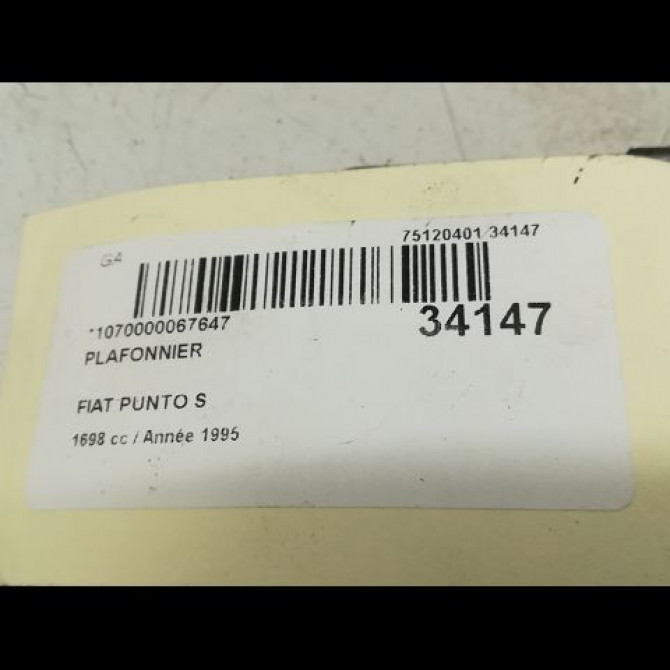 75120401 34147
GA
*1070000067647
34147
PLAFONNIER
FIAT PUNTO S
1698 cc / Année 1995